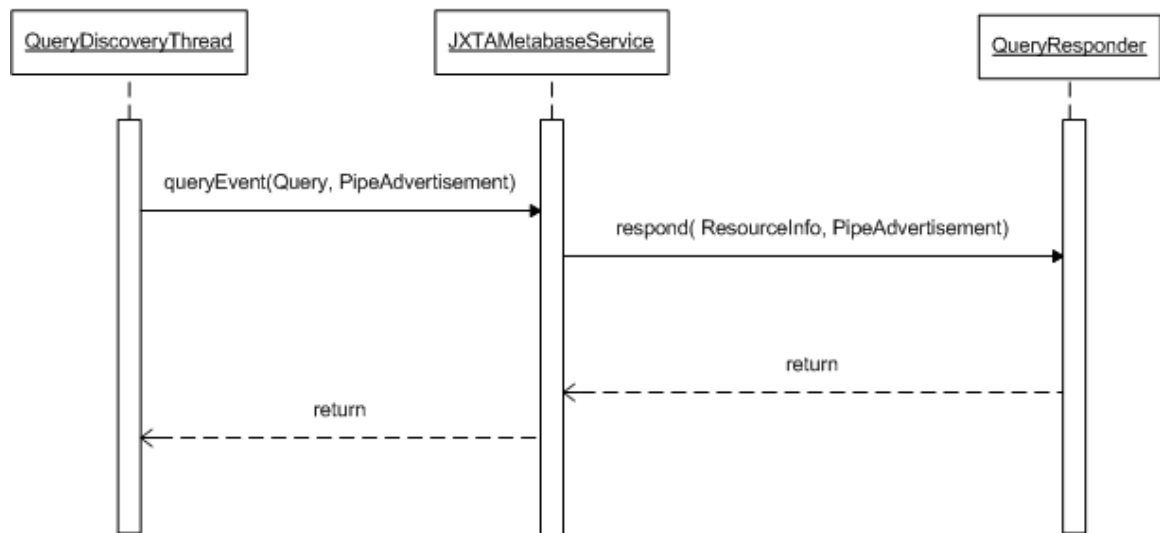 QueryDiscoveryThread
JXTAMetabaseService
QueryResponder
queryEvent(Query, PipeAdvertisement)
respond( ResourceInfo, PipeAdvertisement)
return
return